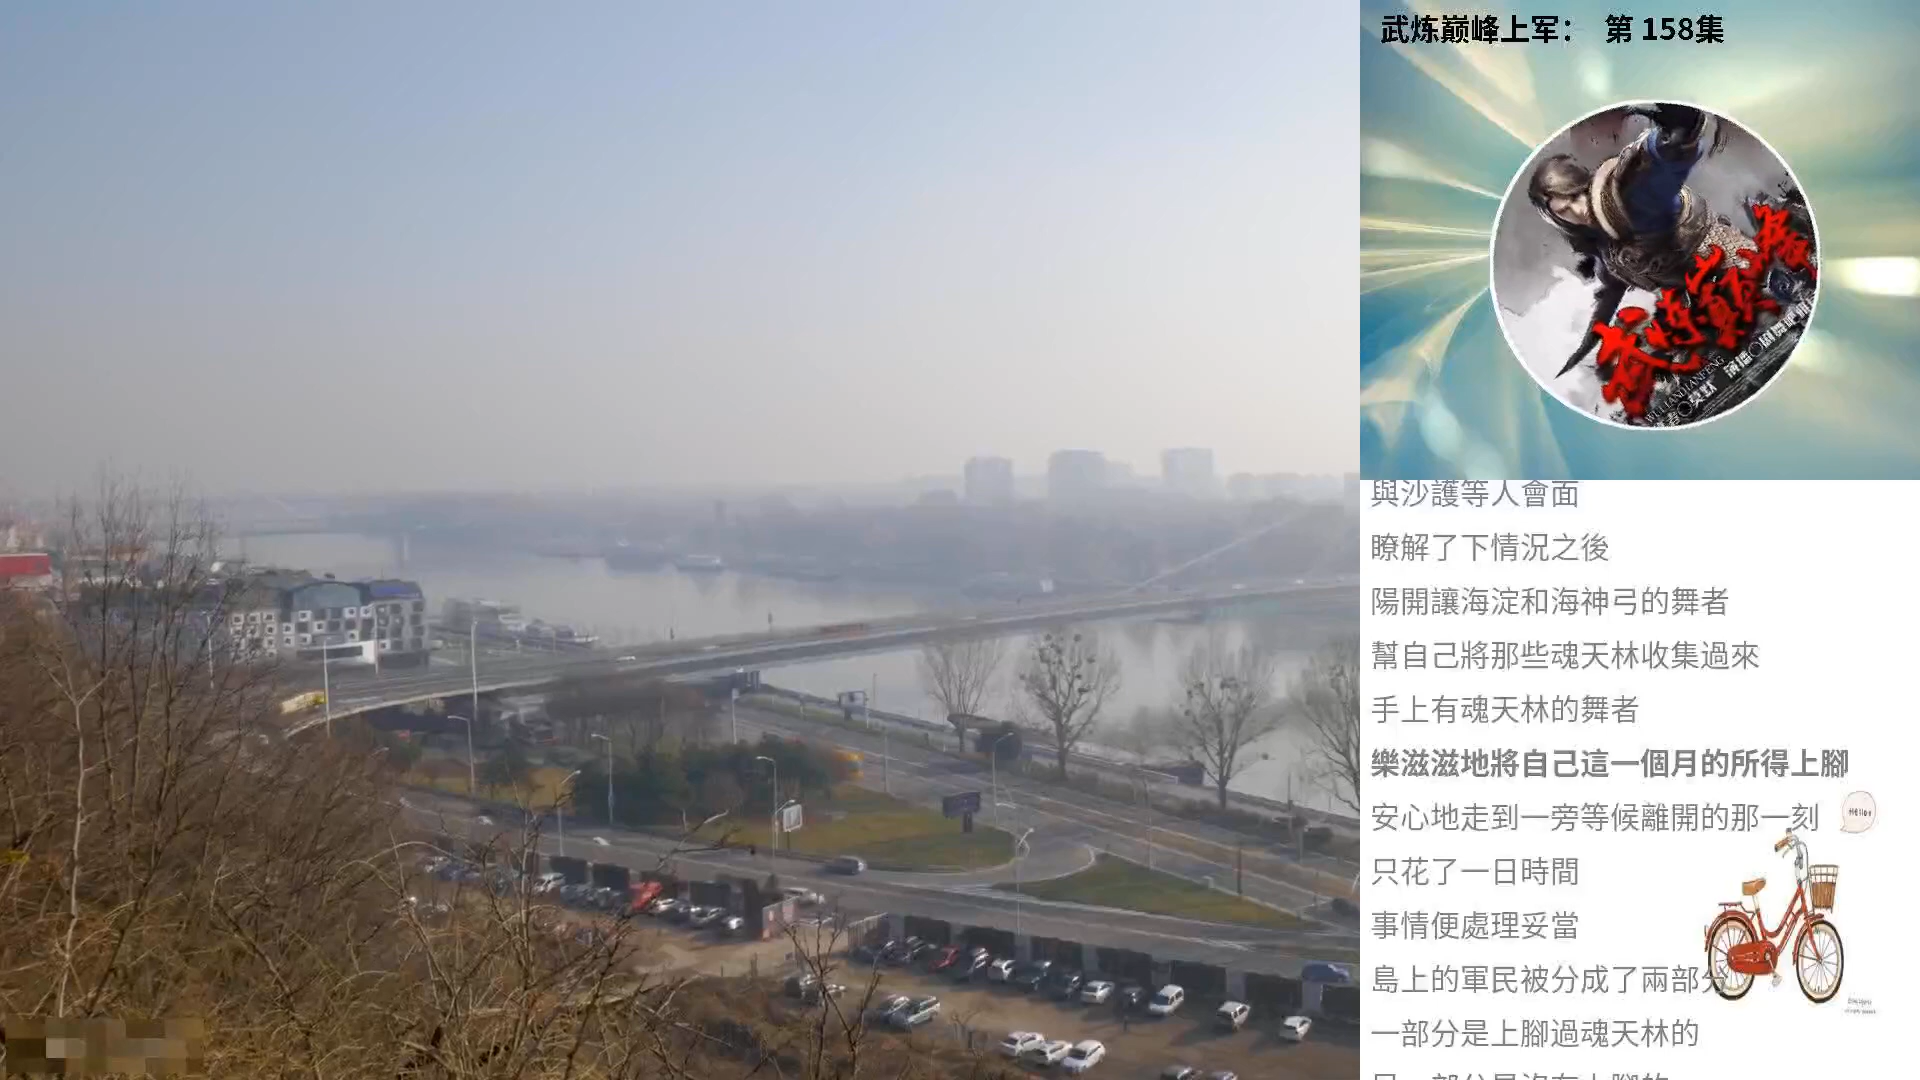 武炼巅峰上军： 第 158集
WULIANDIANFENG
與沙護等人會面
瞭解了下情況之後
陽開讓海淀和海神弓的舞者
幫自己將那些魂天林收集過來
手上有魂天林的舞者
樂滋滋地將自己這一個月的所得上腳
安心地走到一旁等候離開的那一刻
Hello
只花了一日時間
事情便處理妥當
島上的軍民被分成了兩部分
一部分是上腳過魂天林的